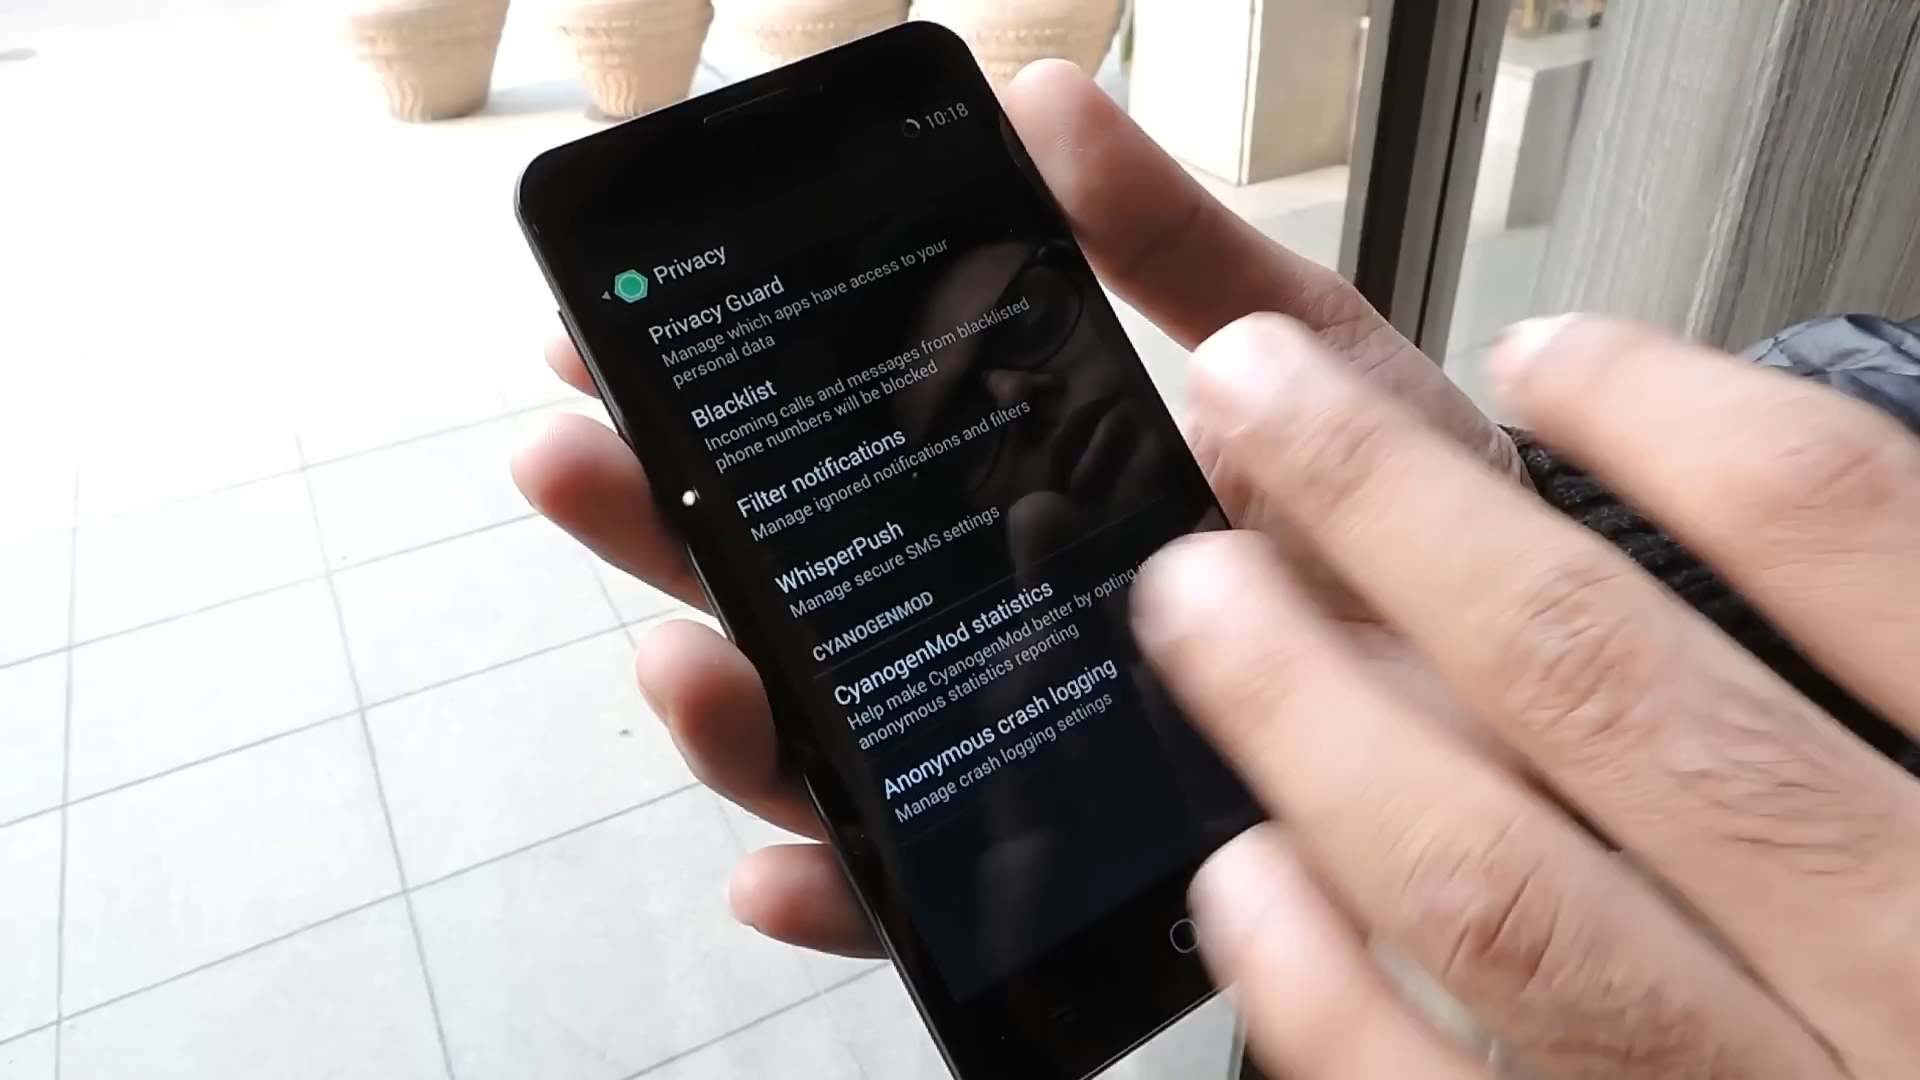 10:18
Privacy
Privacy Guard
Manage which apps have access to your
personal data
Blacklist
Incoming calls and messages from blacklisted
phone numbers will be blocked
Filter notifications
Manage ignored notifications and filters
WhisperPush
Manage secure SMS settings
CYANOGENMOD
CyanogenMod statistics
Help make CyanogenMod better by opting
anonymous statistics reporting
Anonymous crash logging
Manage crash logging settings